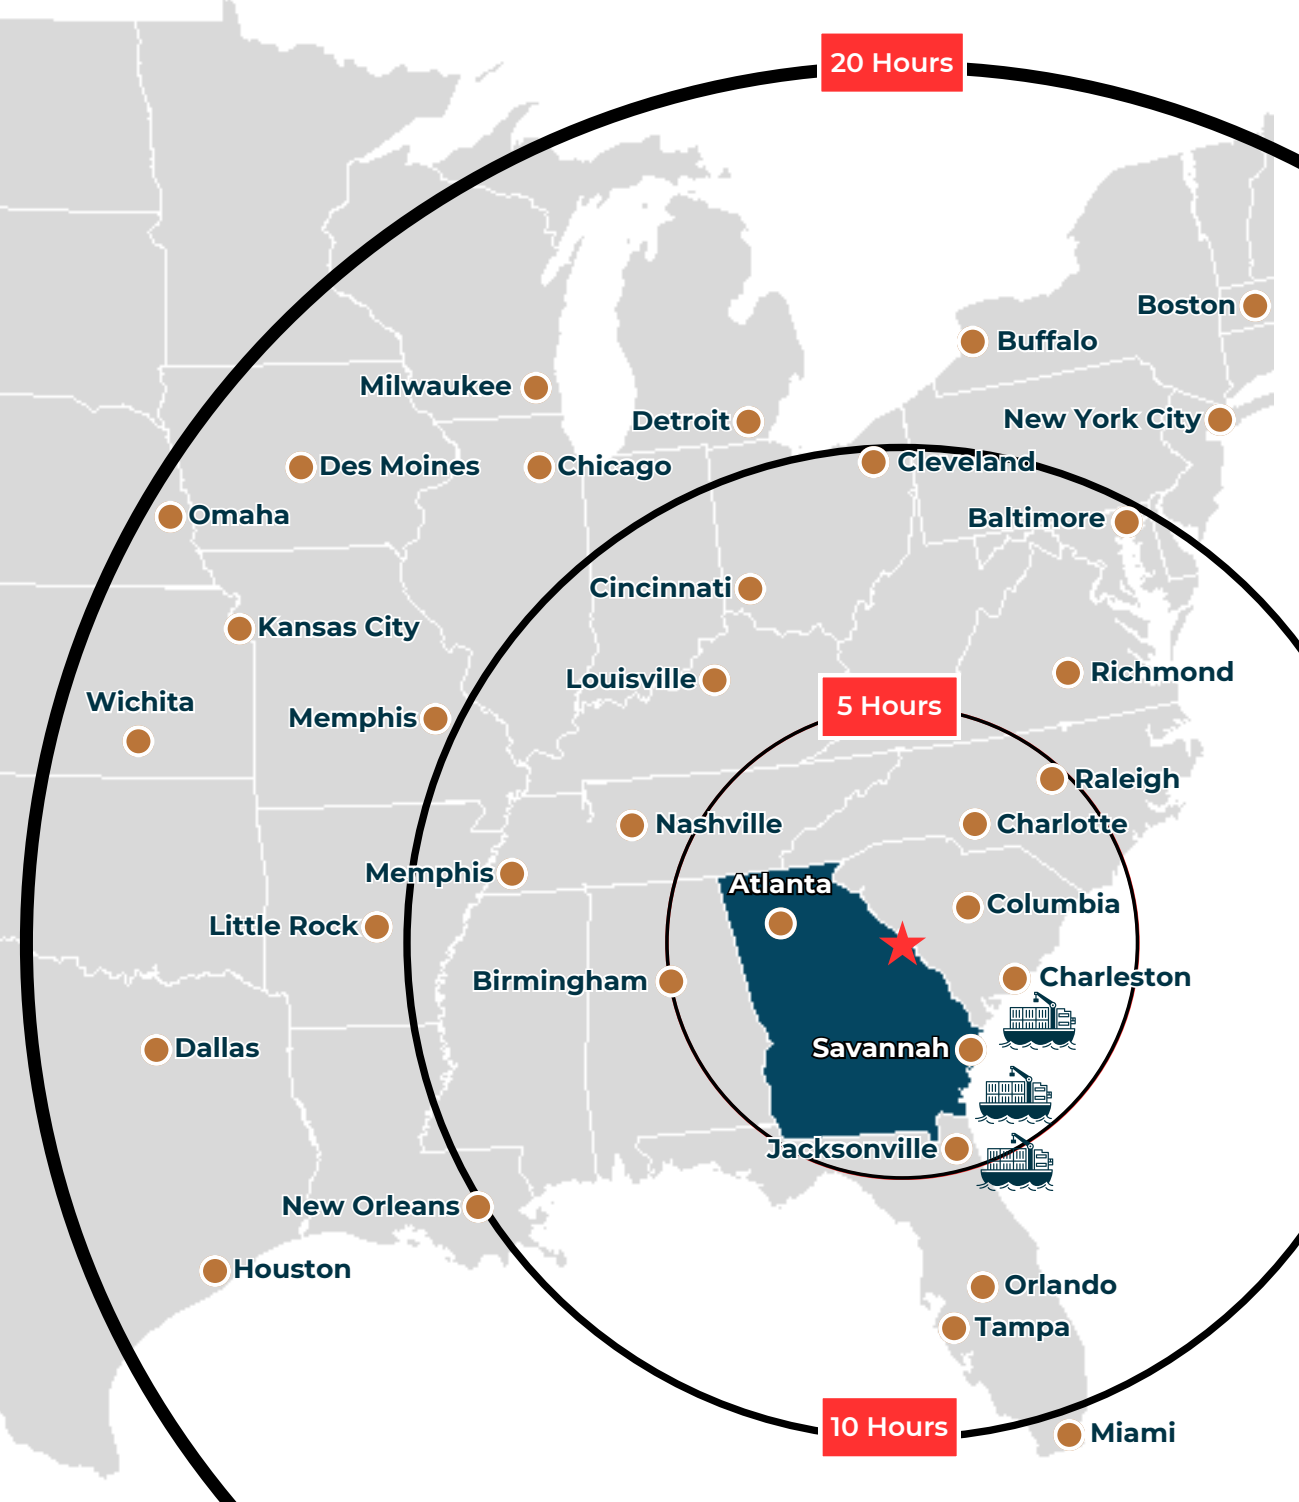 20 Hours
Boston
Buffalo
Milwaukee
New York City
Detroit
Cleveland
Des Moines
Chicago
Omaha
Baltimore
Cincinnati
Kansas City
Richmond
Louisville
Wichita
5 Hours
Memphis
Raleigh
Nashville
Charlotte
Memphis
Atlanta
Columbia
Little Rock
Charleston
Birmingham
Dallas
Savannah
Jacksonville
New Orleans
Houston
Orlando
Tampa
10 Hours
Miami